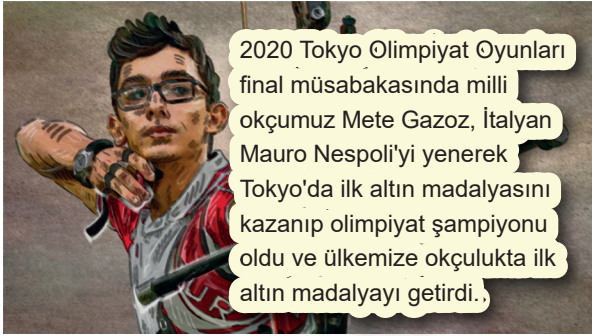 2020 Tokyo Olimpiyat Oyunları
final müsabakasında milli
okçumuz Mete Gazoz, İtalyan
Mauro Nespoli'yi yenerek
Tokyo'da ilk altın madalyasını
kazanıp olimpiyat şampiyonu
oldu ve ülkemize okçulukta ilk
altın madalyayı getirdi.